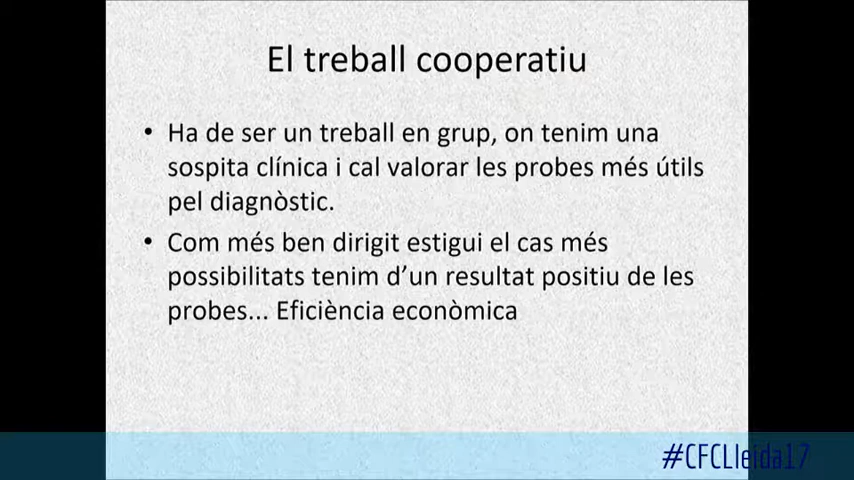 El treball cooperatiu
• Ha de ser un treball en grup, on tenim una
sospita clínica i cal valorar les probes més útils
pel diagnòstic.
• Com més ben dirigit estigui el cas més
possibilitats tenim d’un resultat positiu de les
probes... Eficiència econòmica
#CFCLleida17